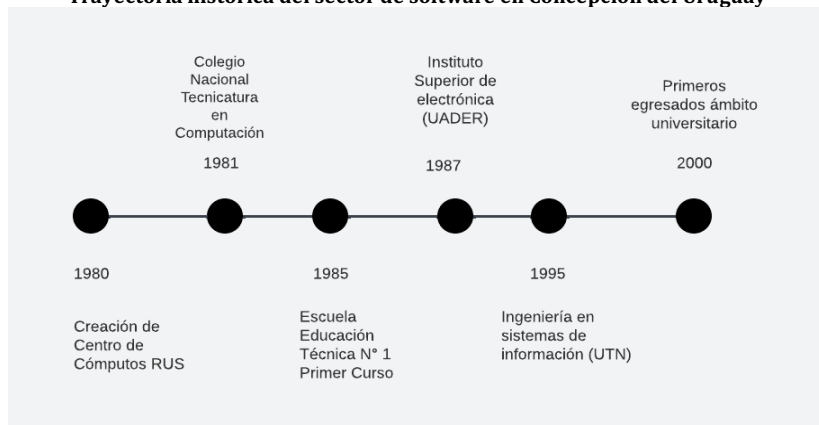 Trayectoria histórica del sector de software en Concepción del Uruguay
Colegio
Nacional
Tecnicatura
en
Computación
1981
Instituto
Superior de
electrónica
(UADER)
1987
Primeros
egresados ámbito
universitario
2000
1980
Creación de
Centro de
Cómputos RUS
1985
Escuela
Educación
Técnica N° 1
Primer Curso
1995
Ingeniería en
sistemas de
información (UTN)